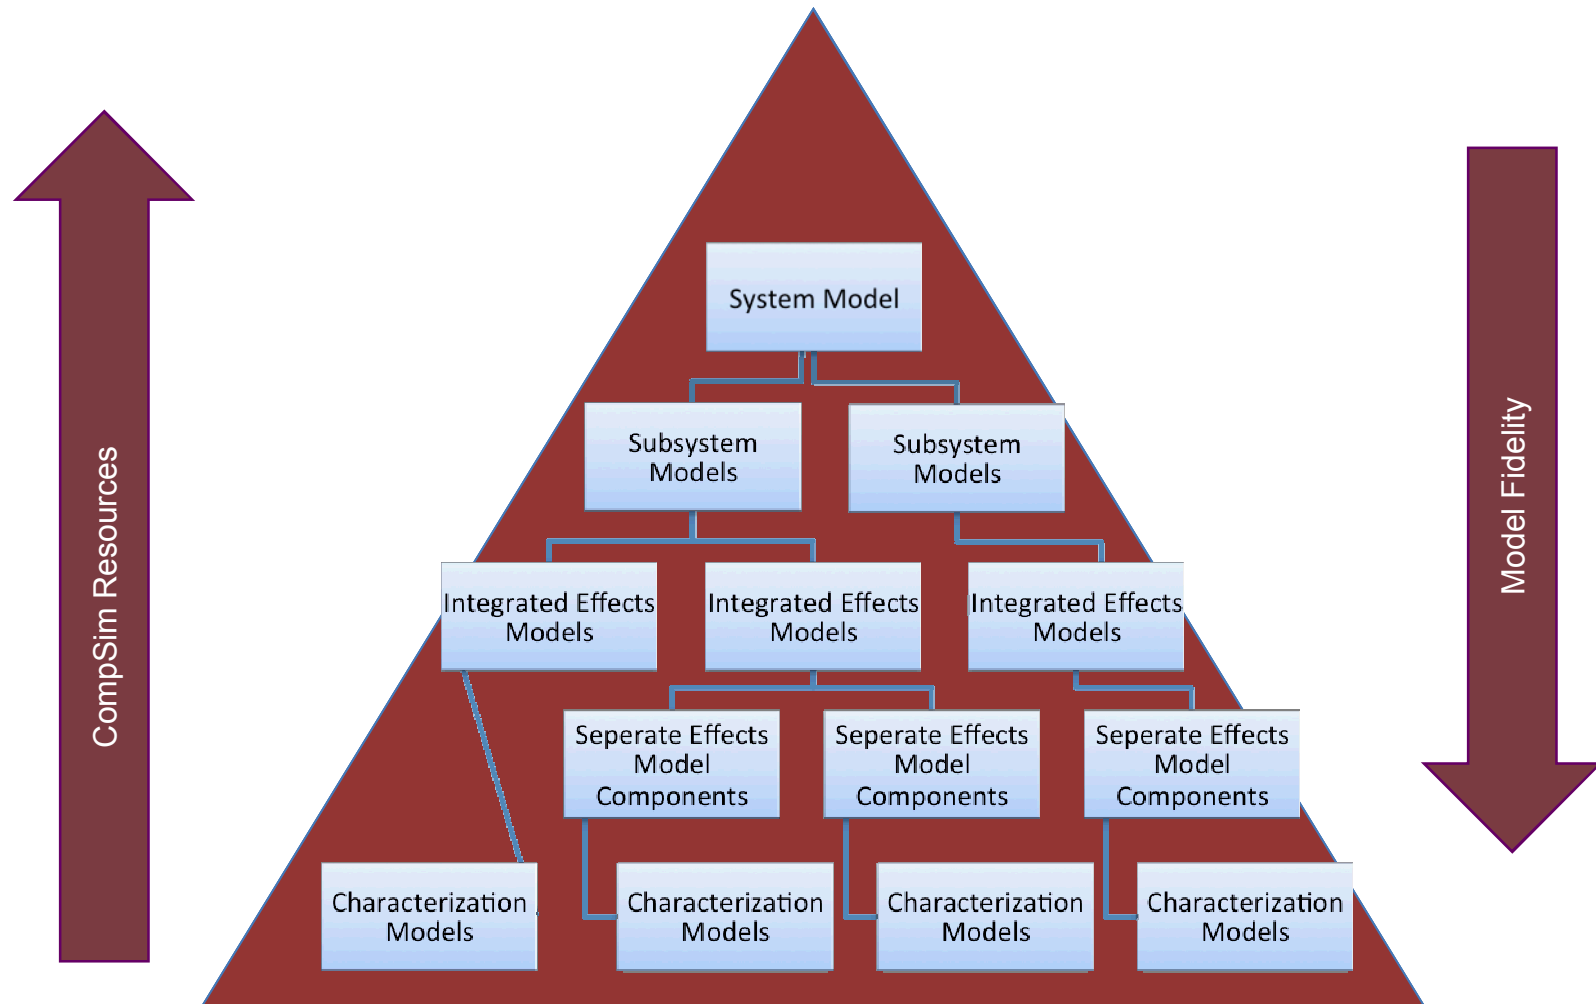 System Model
Subsystem
Models
Subsystem
Models
Integrated Effects
Models
Integrated Effects
Models
Integrated Effects
Models
Seperate Effects
Model
Components
Seperate Effects
Model
Components
Seperate Effects
Model
Components
Characterization
Models
Characterization
Models
Characterization
Models
Characterization
Models
CompSim Resources
Model Fidelity